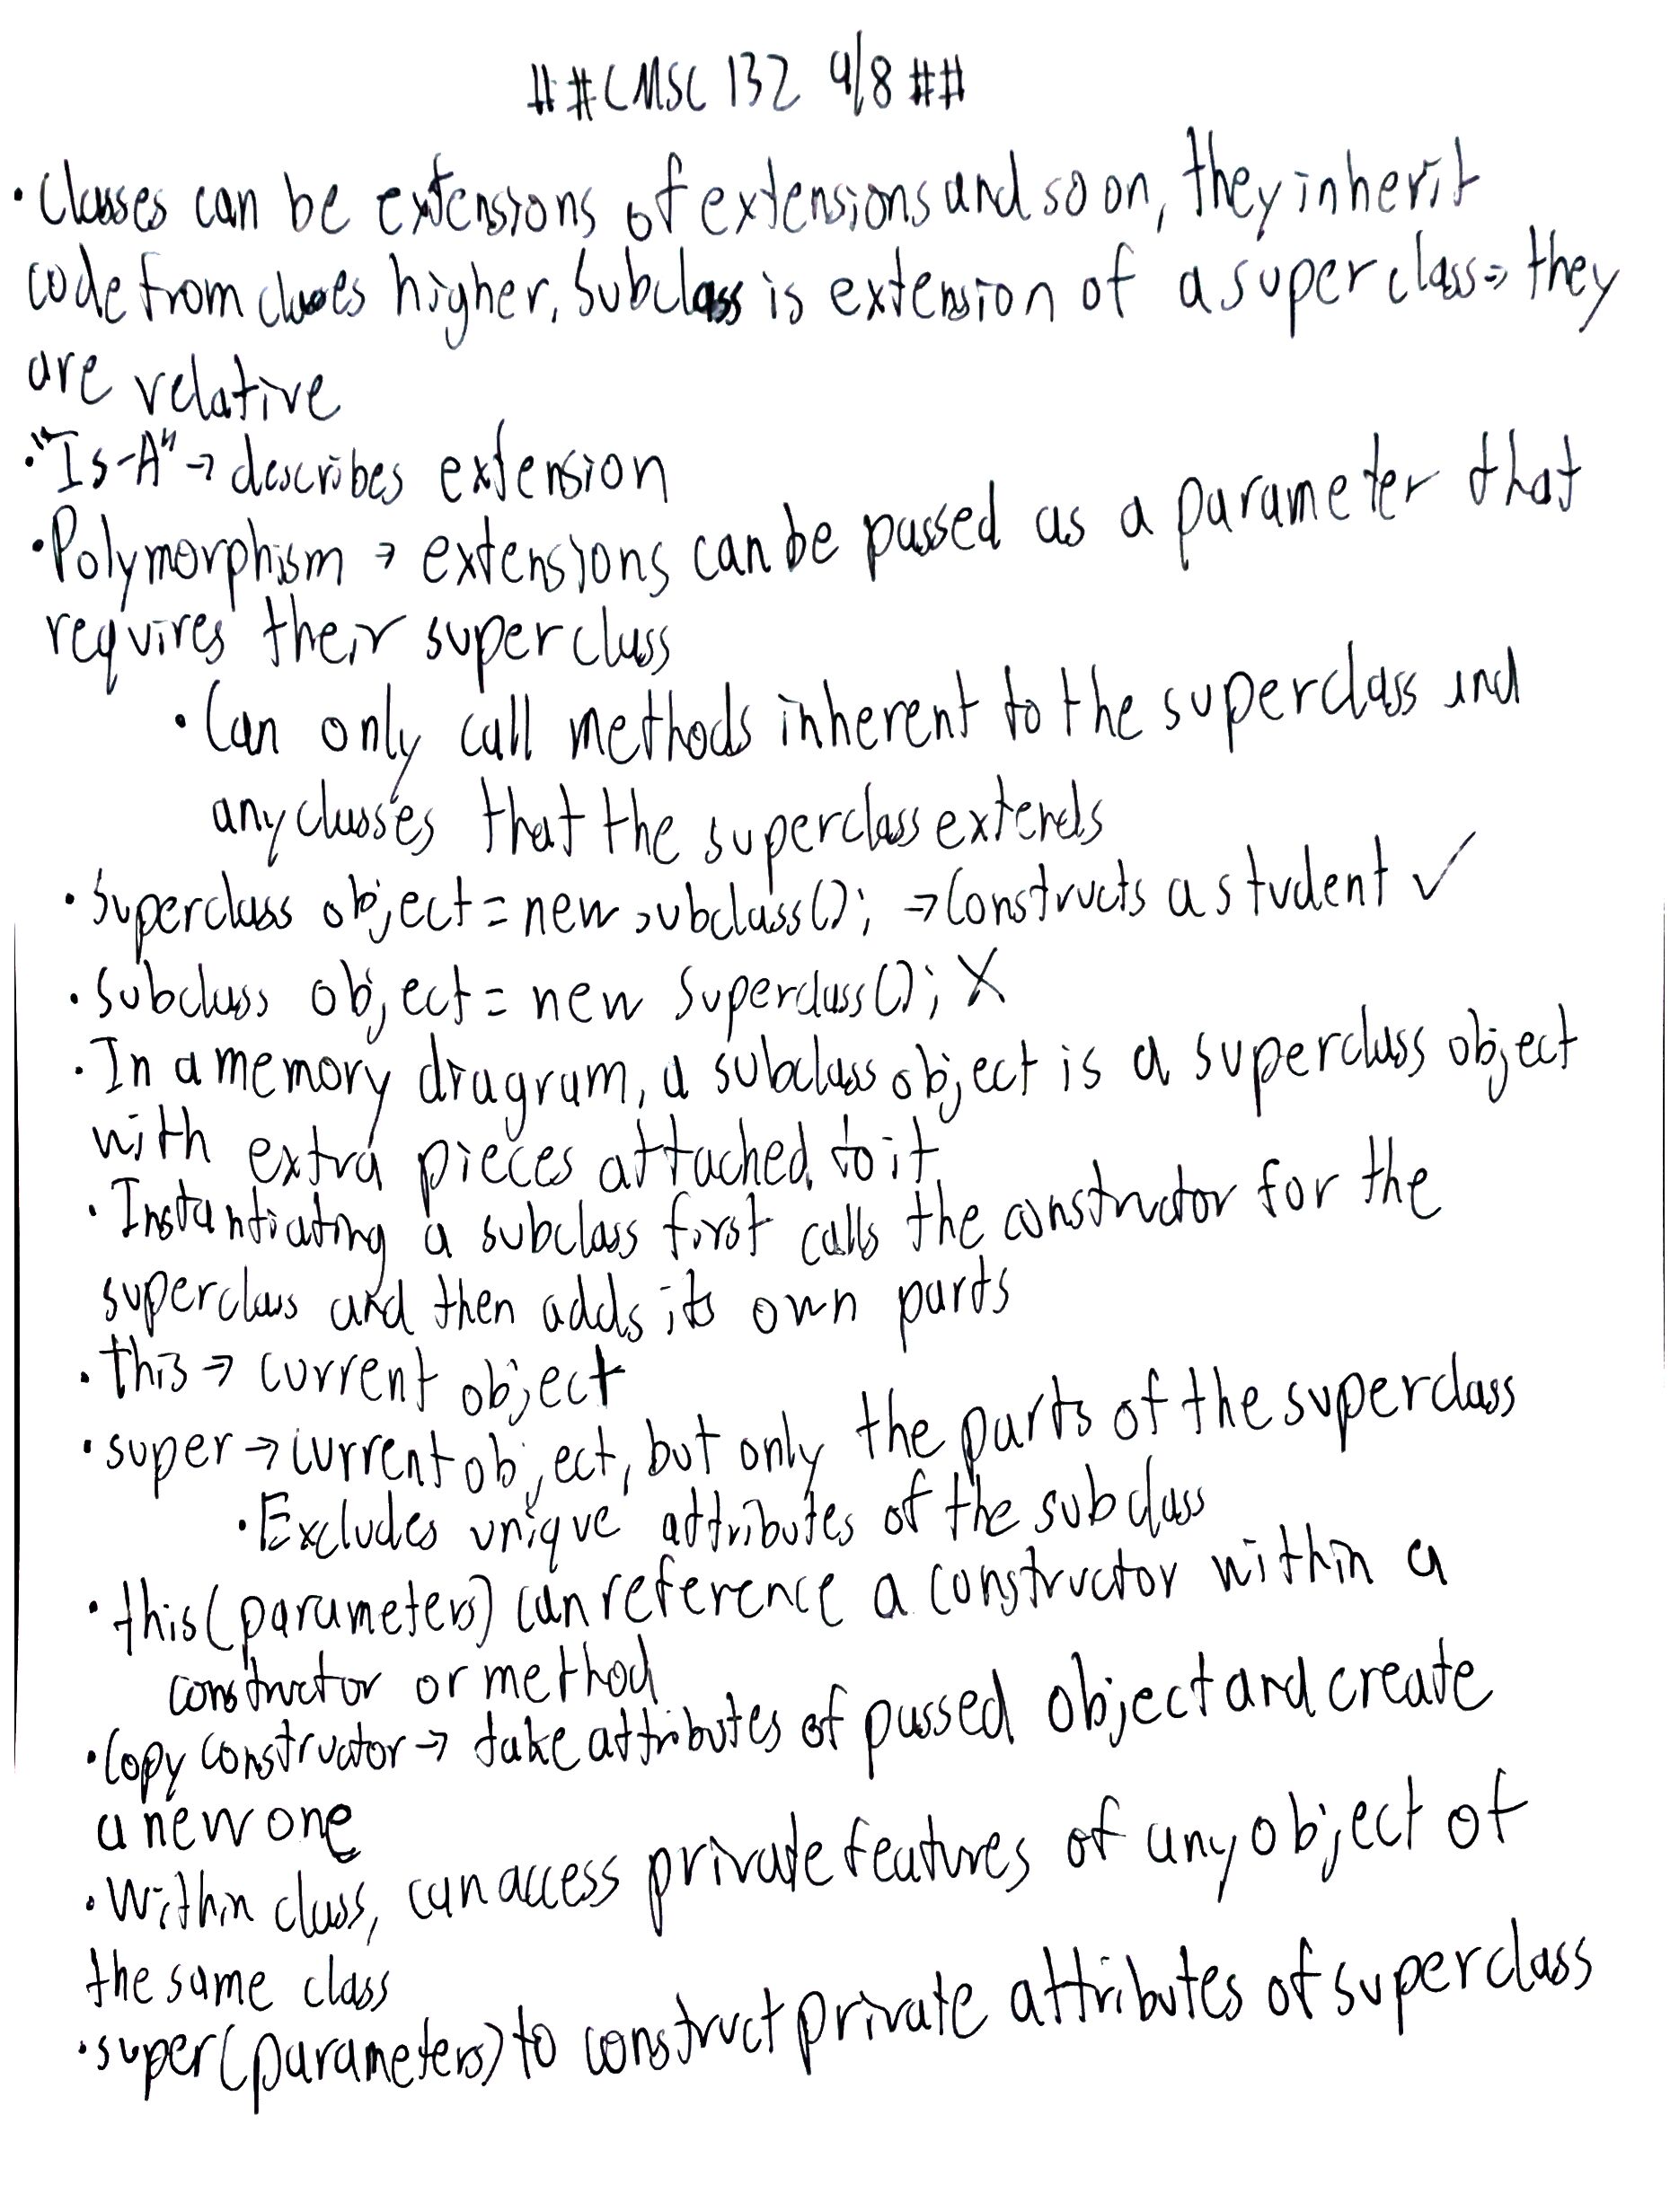 ##CMSC 132 9/8##
• Classes can be extensions of extensions and so on, they inherit
code from classes higher. Subclass is extension of a superclass → they
are relative
• "Is-A" → describes extension
• Polymorphism → extensions can be passed as a parameter that
requires their superclass
• Can only call methods inherent to the superclass and
any classes that the superclass extends
• Superclass object = new subclass(); → Constructs a student ✓
• Subclass object = new Superclass(); X
• In a memory diagram, a subclass object is a superclass object
with extra pieces attached to it
• Instantiating a subclass first calls the constructor for the
superclass and then adds its own parts
• this → current object
• super → current object, but only the parts of the superclass
• Excludes unique attributes of the subclass
• this(parameters) can reference a constructor within a
constructor or method
• Copy constructor → take attributes of passed object and create
a new one
• Within class, can access private features of any object of
the same class
• super(parameters) to construct private attributes of superclass